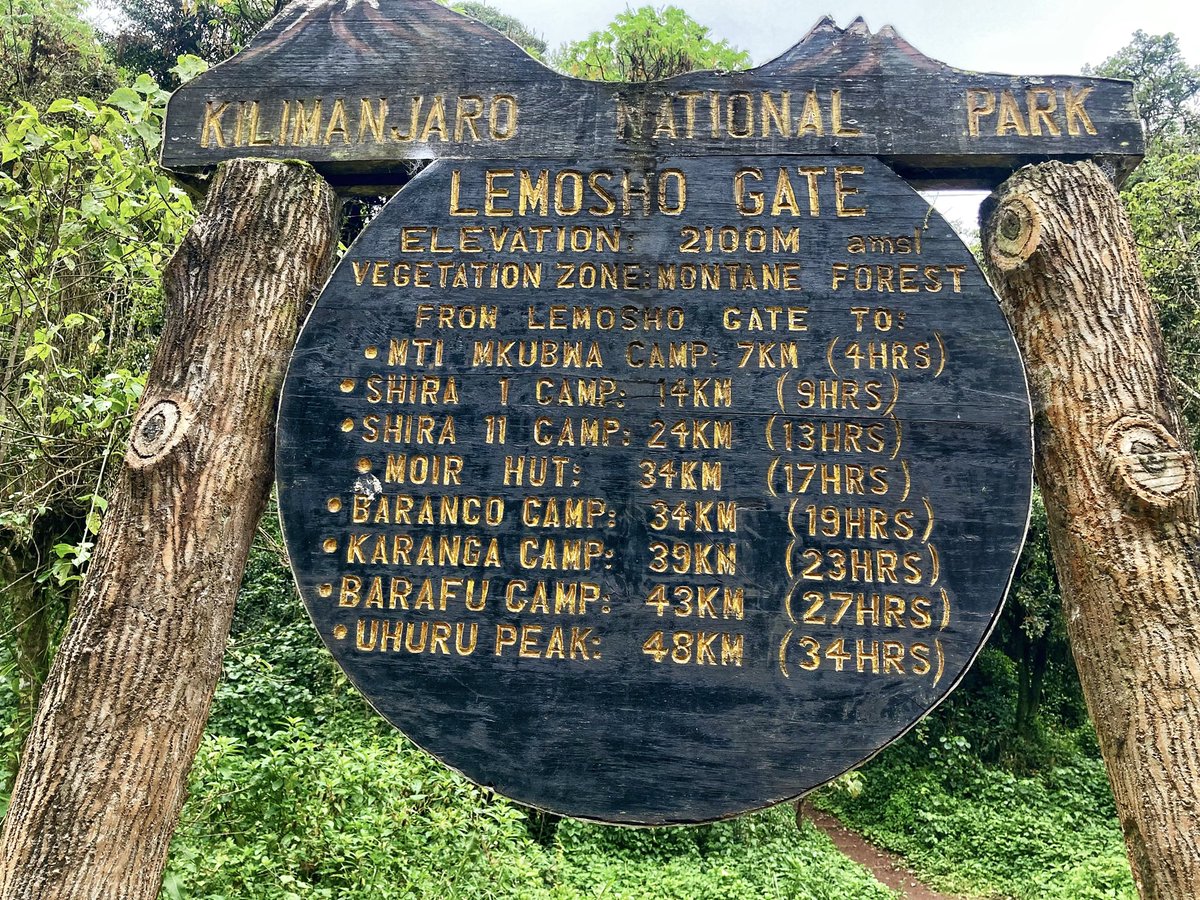 KILIMANJARO NATIONAL PARK
LEMOSHO GATE
ELEVATION: 2100M amsl
VEGETATION ZONE: MONTANE FOREST
FROM LEMOSHO GATE TO:
• MTI MKUBWA CAMP: 7KM (4HRS)
• SHIRA 1 CAMP: 14KM (9HRS)
• SHIRA 11 CAMP: 24KM (13HRS)
• MOIR HUT: 34KM (17HRS)
• BARANCO CAMP: 34KM (19HRS)
• KARANGA CAMP: 39KM (23HRS)
• BARAFU CAMP: 43KM (27HRS)
• UHURU PEAK: 48KM (34HRS)